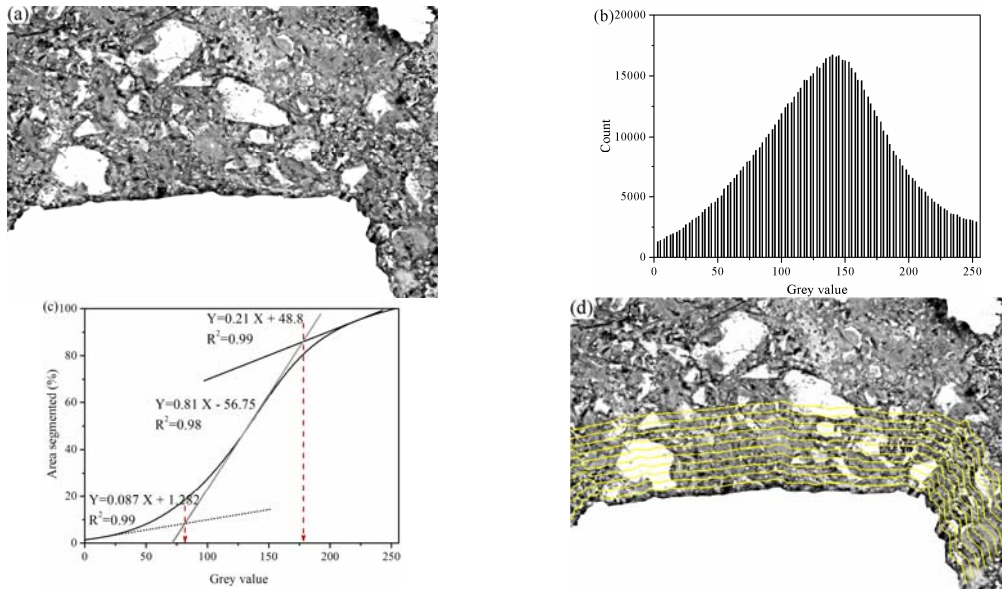 (a)
(b)
20000
15000
10000
5000
0
Count
0 50 100 150 200 250
Grey value
(c)
100
80
60
40
20
0
Area segmented (%)
Y=0.21 X + 48.8
R²=0.99
Y=0.81 X - 56.75
R²=0.98
Y=0.087 X + 1.282
R²=0.99
0 50 100 150 200 250
Grey value
(d)